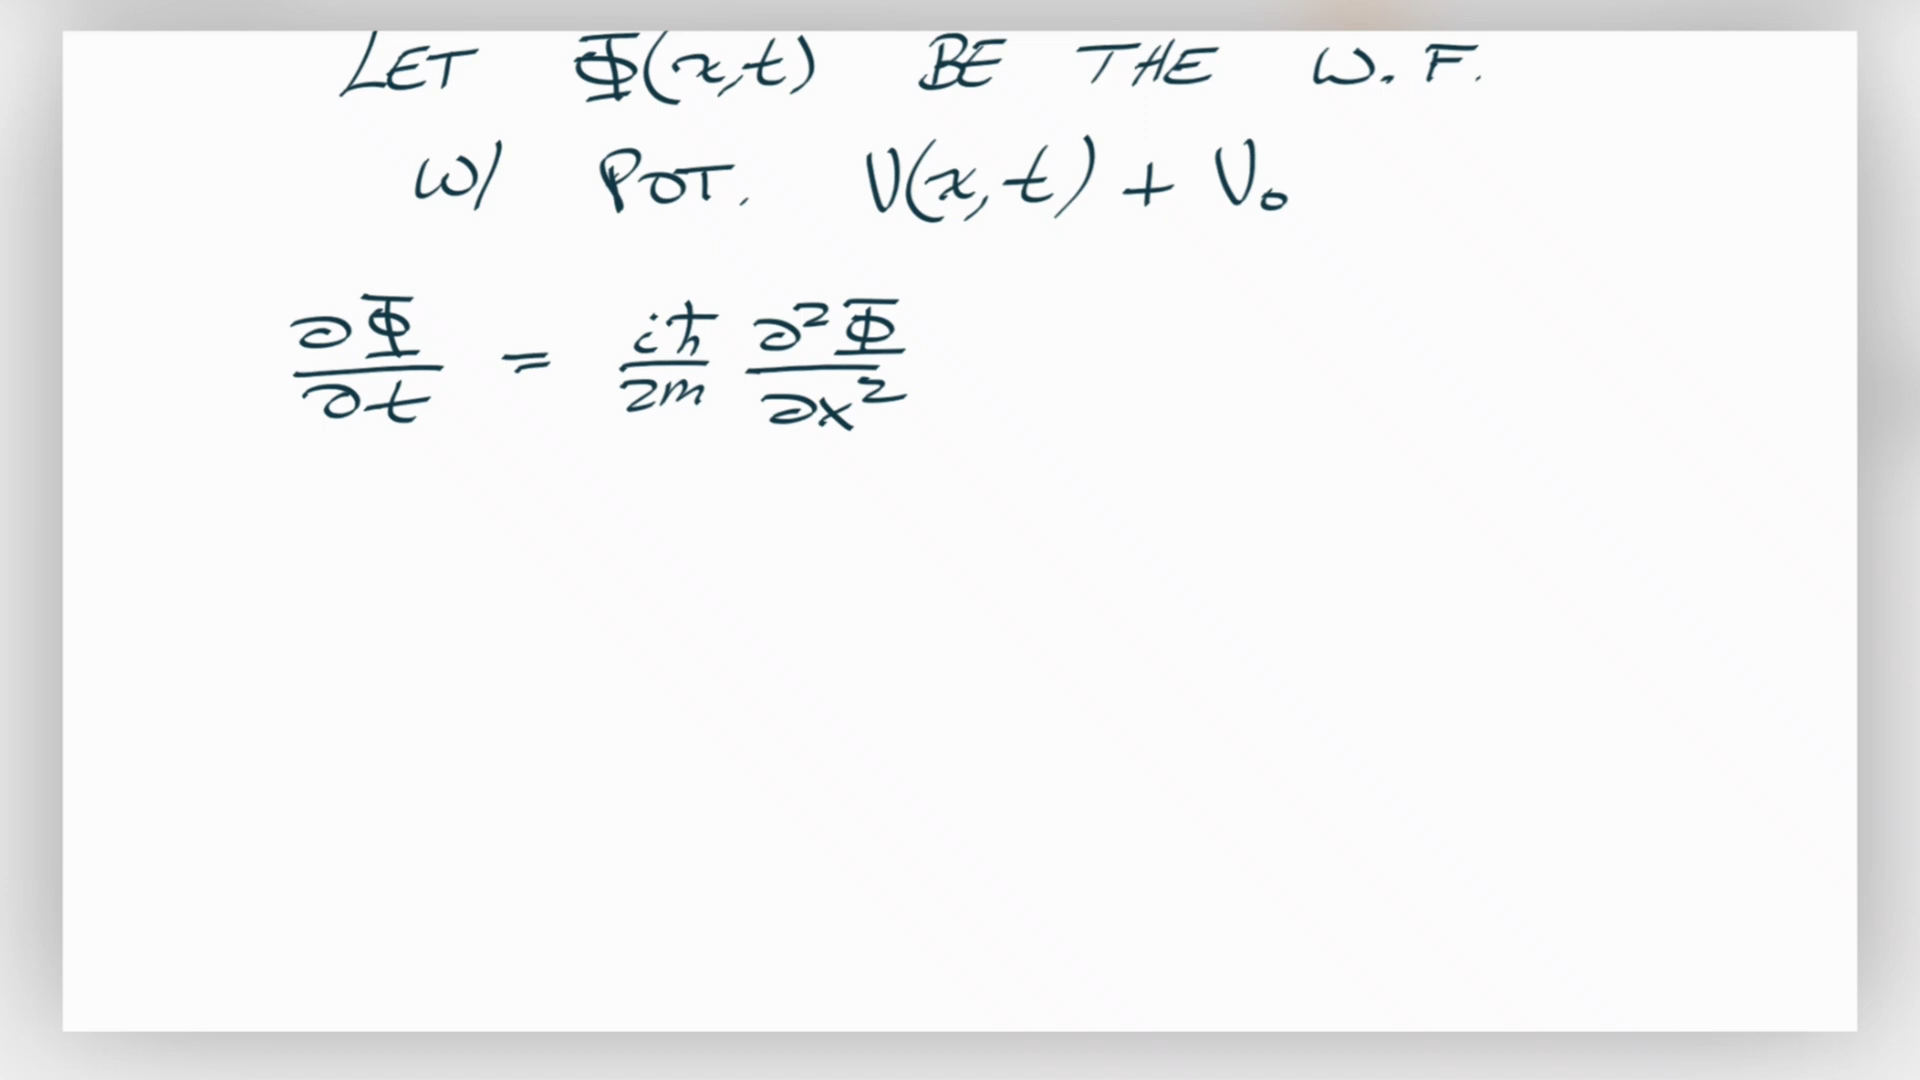 LET Φ(x,t) BE THE W.F.
W/ POT. V(x,t) + V₀
∂Φ/∂t = iħ/2m ∂²Φ/∂x²